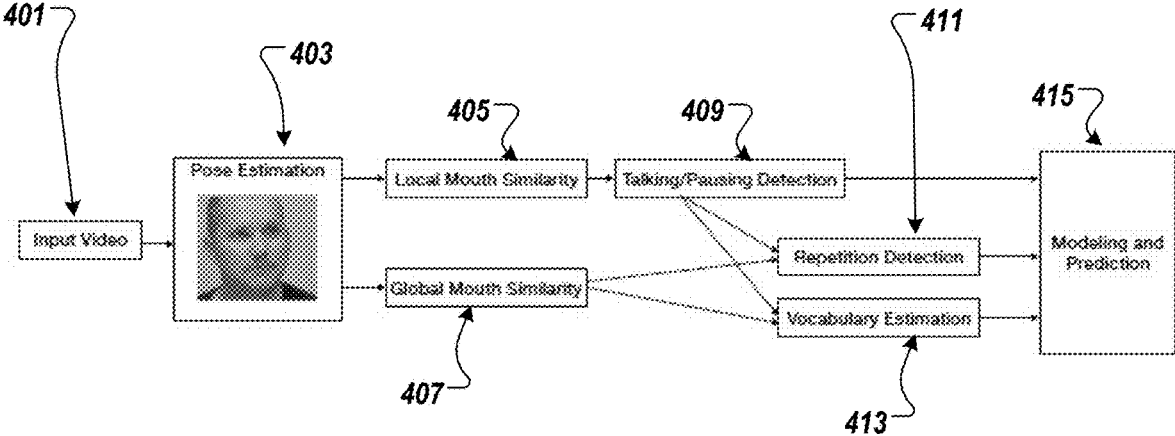 401
403
411
405
409
415
Pose Estimation
Local Mouth Similarity
Talking/Pausing Detection
Input Video
Repetition Detection
Modeling and
Prediction
Global Mouth Similarity
Vocabulary Estimation
407
413